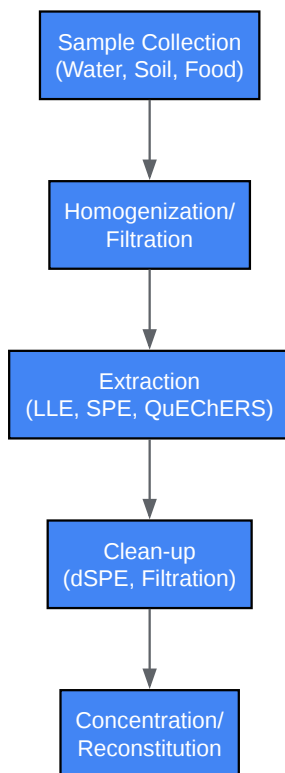 Sample Collection
(Water, Soil, Food)
Homogenization/
Filtration
Extraction
(LLE, SPE, QuEChERS)
Clean-up
(dSPE, Filtration)
Concentration/
Reconstitution